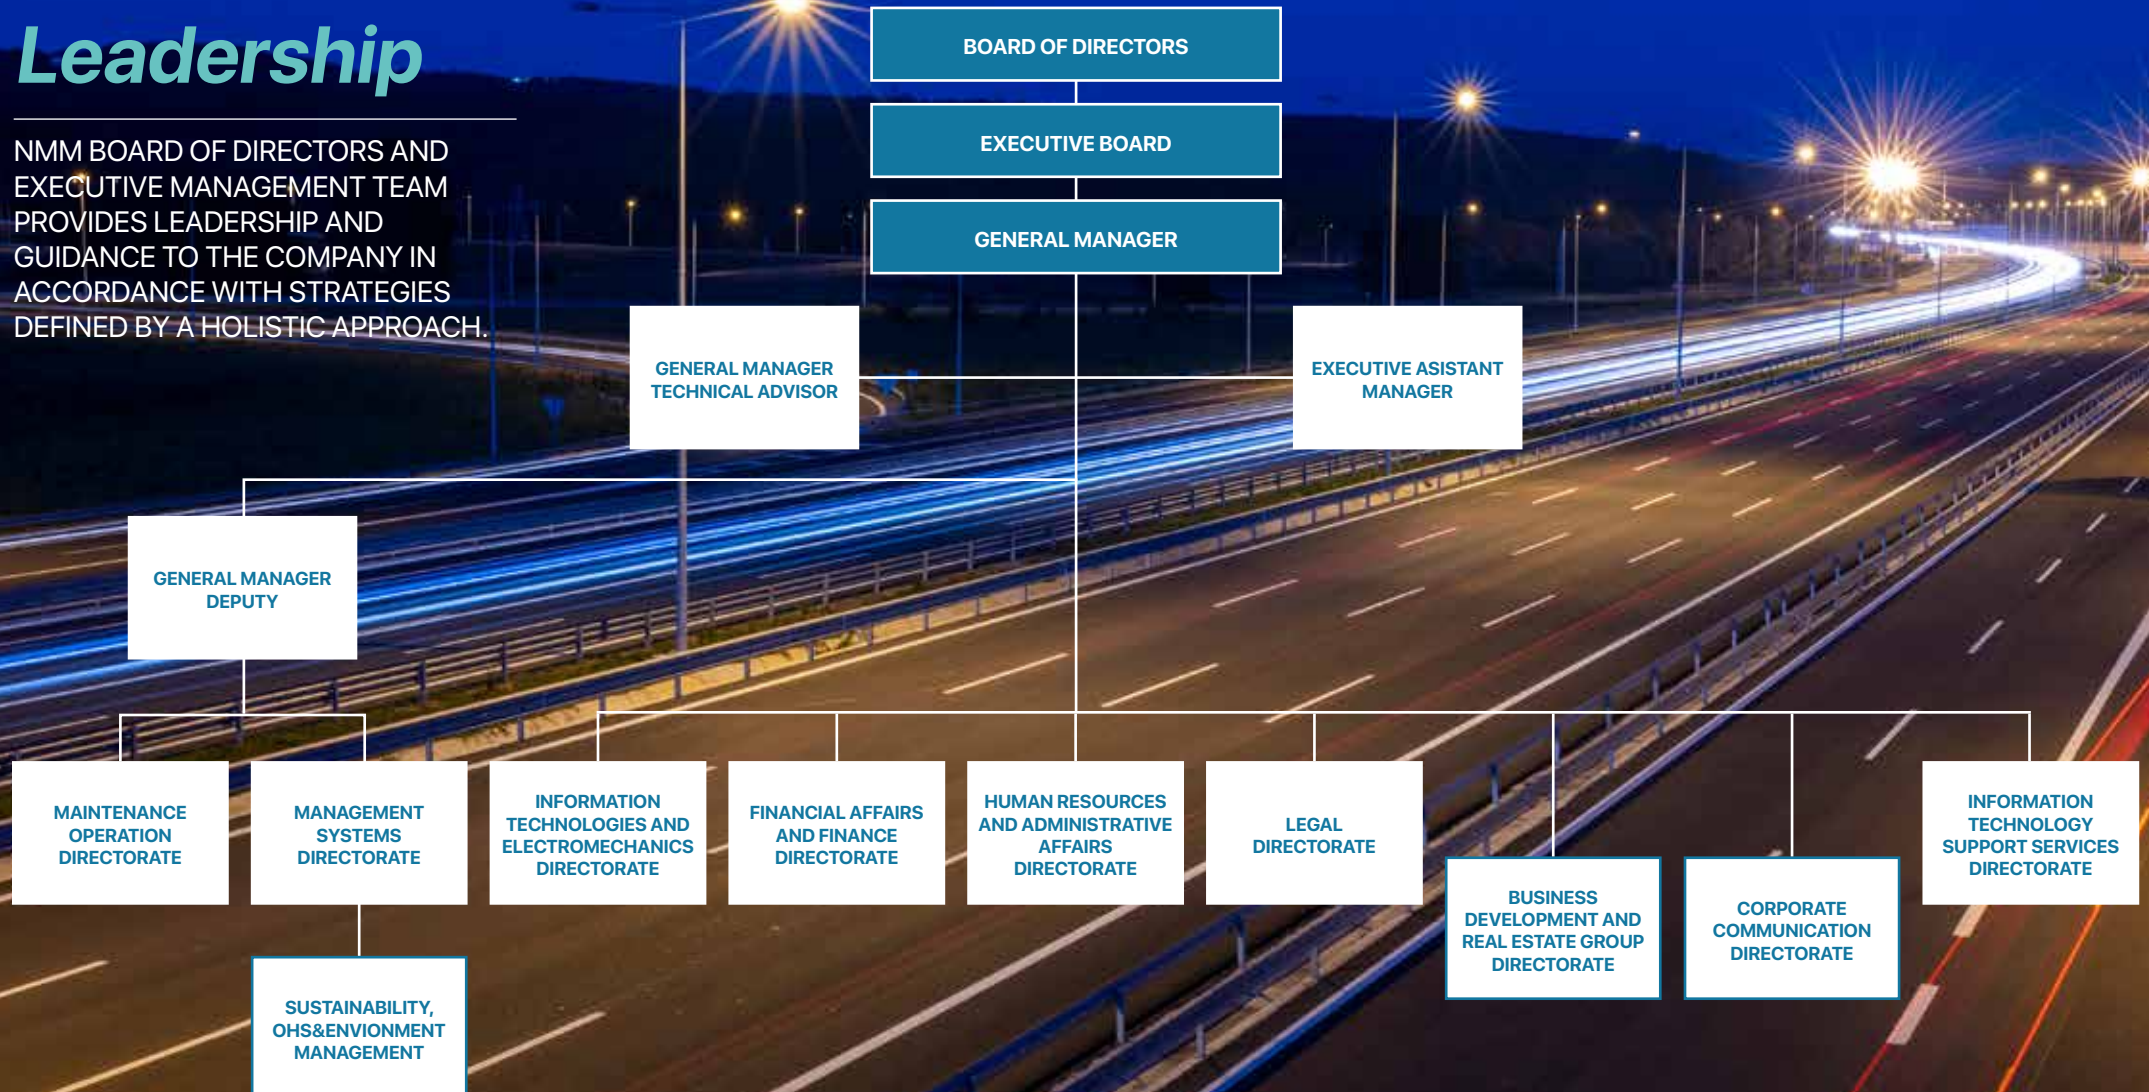 Leadership
NMM BOARD OF DIRECTORS AND
EXECUTIVE MANAGEMENT TEAM
PROVIDES LEADERSHIP AND
GUIDANCE TO THE COMPANY IN
ACCORDANCE WITH STRATEGIES
DEFINED BY A HOLISTIC APPROACH.
BOARD OF DIRECTORS
EXECUTIVE BOARD
GENERAL MANAGER
GENERAL MANAGER
TECHNICAL ADVISOR
EXECUTIVE ASISTANT
MANAGER
GENERAL MANAGER
DEPUTY
MAINTENANCE
OPERATION
DIRECTORATE
MANAGEMENT
SYSTEMS
DIRECTORATE
INFORMATION
TECHNOLOGIES AND
ELECTROMECHANICS
DIRECTORATE
FINANCIAL AFFAIRS
AND FINANCE
DIRECTORATE
HUMAN RESOURCES
AND ADMINISTRATIVE
AFFAIRS
DIRECTORATE
LEGAL
DIRECTORATE
BUSINESS
DEVELOPMENT AND
REAL ESTATE GROUP
DIRECTORATE
CORPORATE
COMMUNICATION
DIRECTORATE
INFORMATION
TECHNOLOGY
SUPPORT SERVICES
DIRECTORATE
SUSTAINABILITY,
OHS&ENVIONMENT
MANAGEMENT